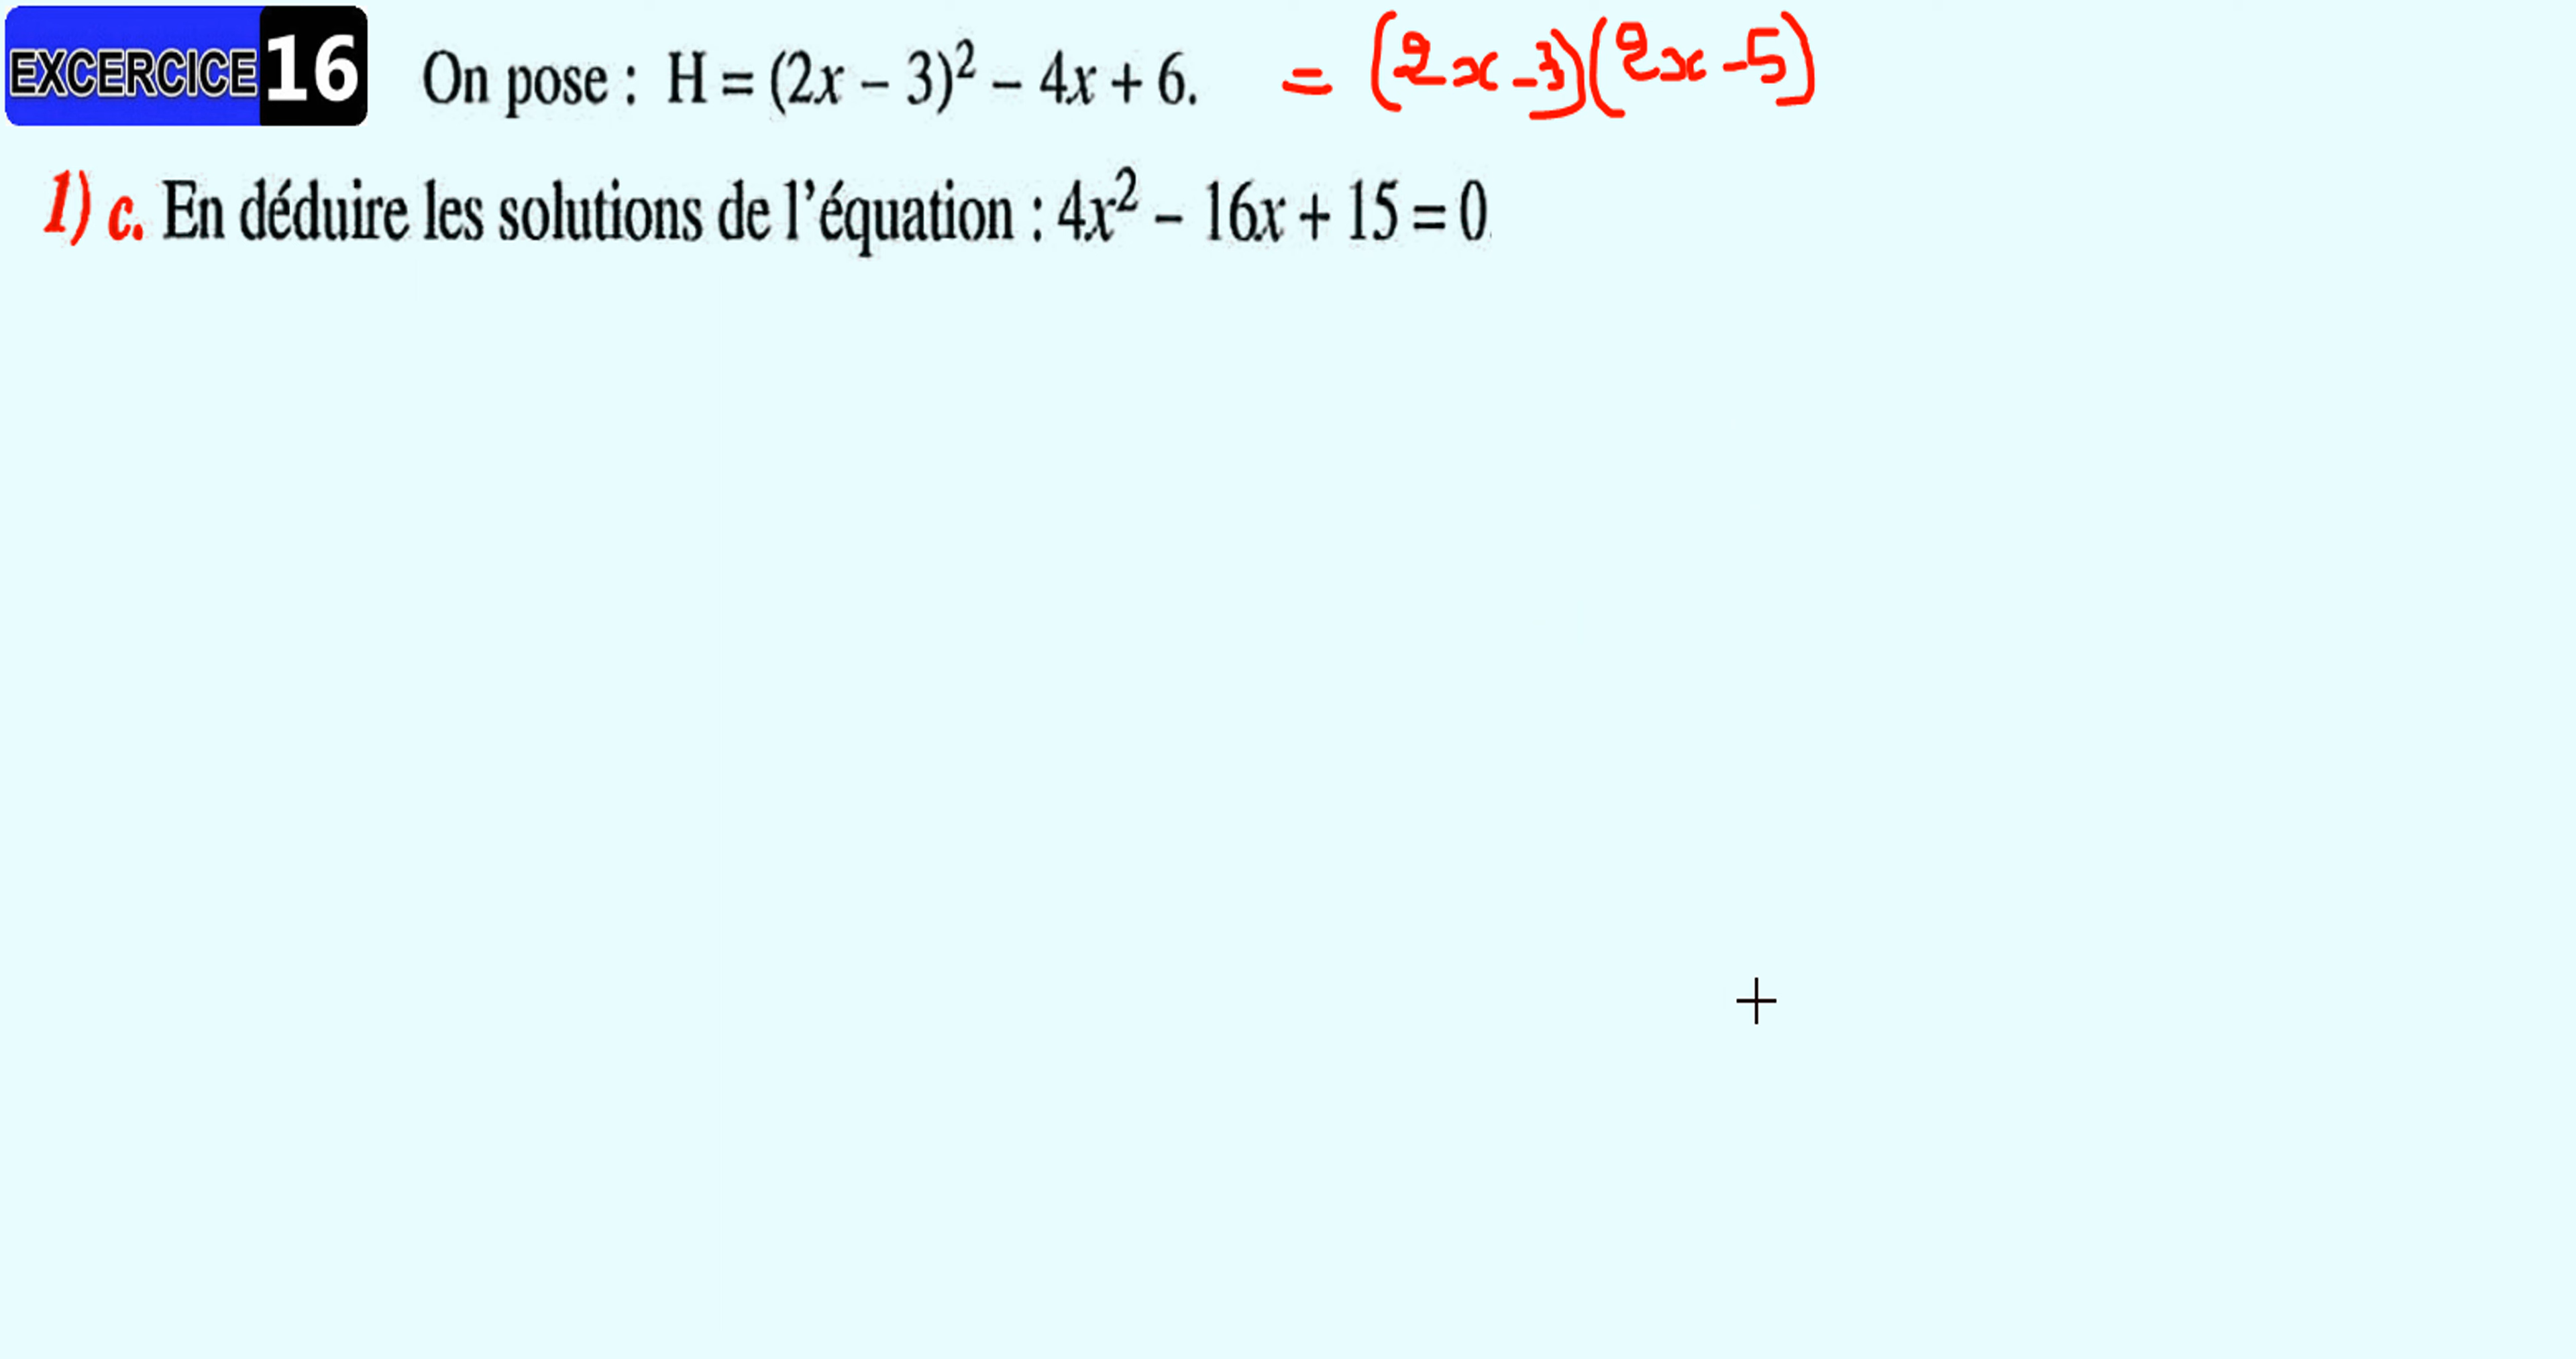 EXCERCICE 16 On pose : H = (2x – 3)² – 4x + 6. = (2x – 3)(2x – 5)
1) c. En déduire les solutions de l'équation : 4x² – 16x + 15 = 0